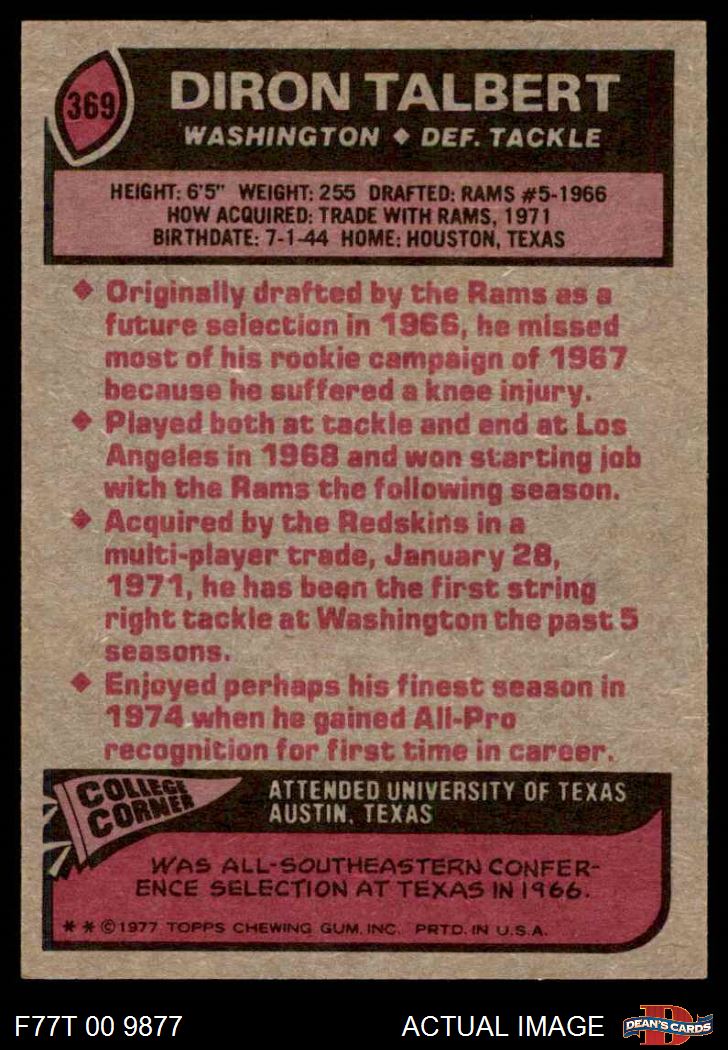 369
DIRON TALBERT
WASHINGTON ♦ DEF. TACKLE
HEIGHT: 6'5" WEIGHT: 255 DRAFTED: RAMS #5-1966
HOW ACQUIRED: TRADE WITH RAMS, 1971
BIRTHDATE: 7-1-44 HOME: HOUSTON, TEXAS
♦ Originally drafted by the Rams as a
future selection in 1966, he missed
most of his rookie campaign of 1967
because he suffered a knee injury.
♦ Played both at tackle and end at Los
Angeles in 1968 and won starting job
with the Rams the following season.
♦ Acquired by the Redskins in a
multi-player trade, January 28,
1971, he has been the first string
right tackle at Washington the past 5
seasons.
♦ Enjoyed perhaps his finest season in
1974 when he gained All-Pro
recognition for first time in career.
COLLEGE
CORNER
ATTENDED UNIVERSITY OF TEXAS
AUSTIN, TEXAS
WAS ALL-SOUTHEASTERN CONFER-
ENCE SELECTION AT TEXAS IN 1966.
* * © 1977 TOPPS CHEWING GUM, INC. PRTD. IN U.S.A.
F77T 00 9877
ACTUAL IMAGE
D
DEAN'S CARDS